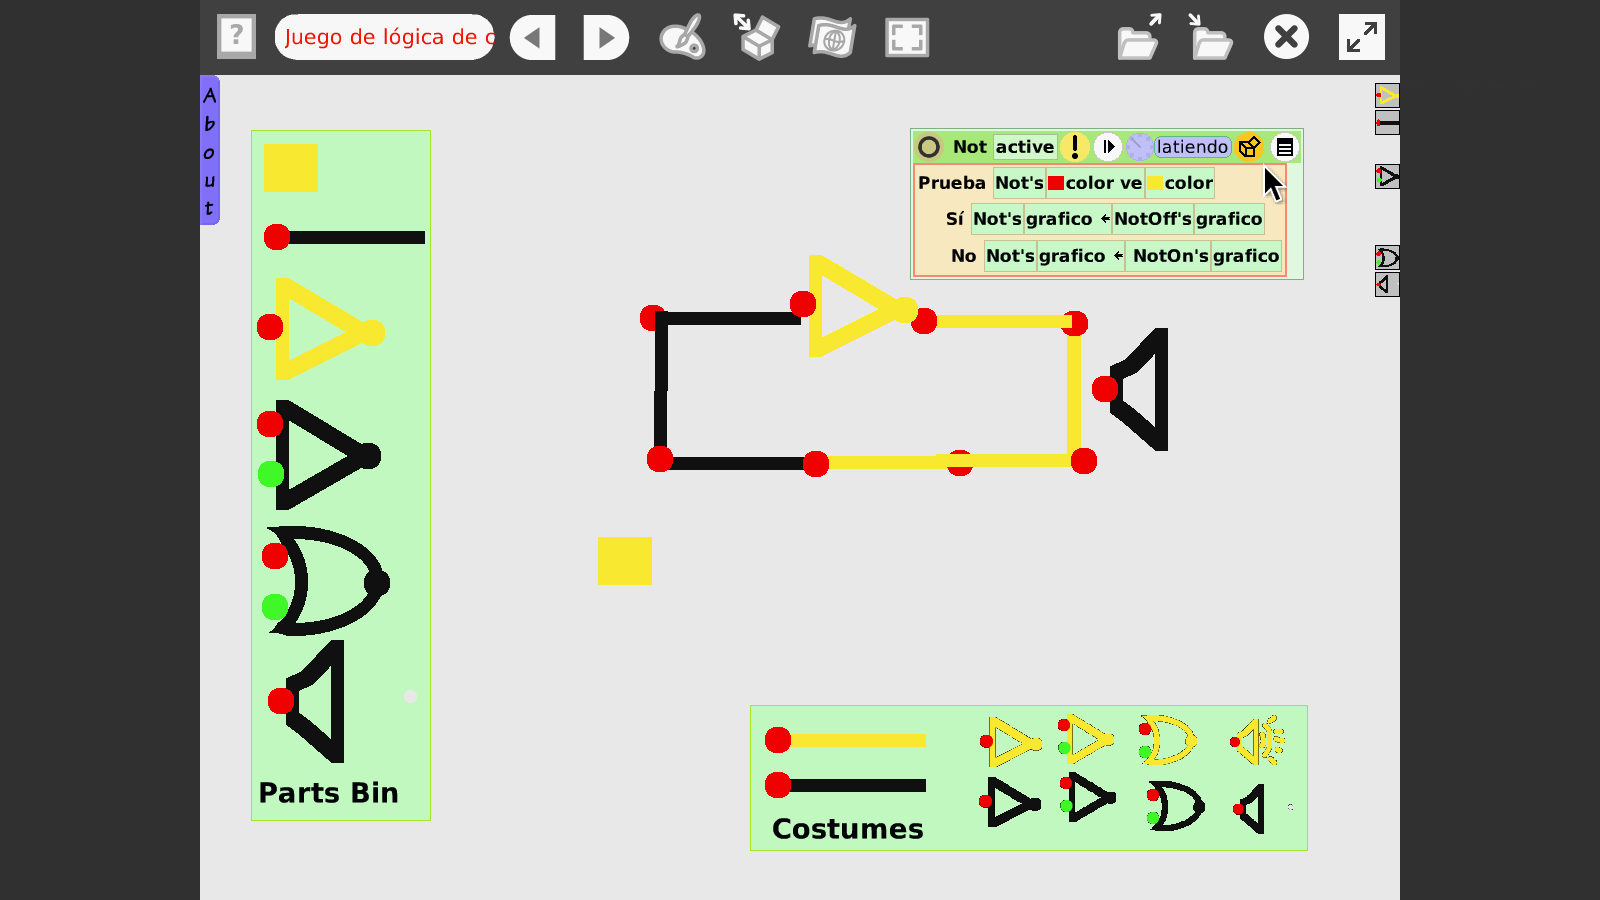 ?
Juego de lógica de c
About
Not active ! latiendo
Prueba Not's color ve color
Sí Not's grafico NotOff's grafico
No Not's grafico NotOn's grafico
Parts Bin
Costumes